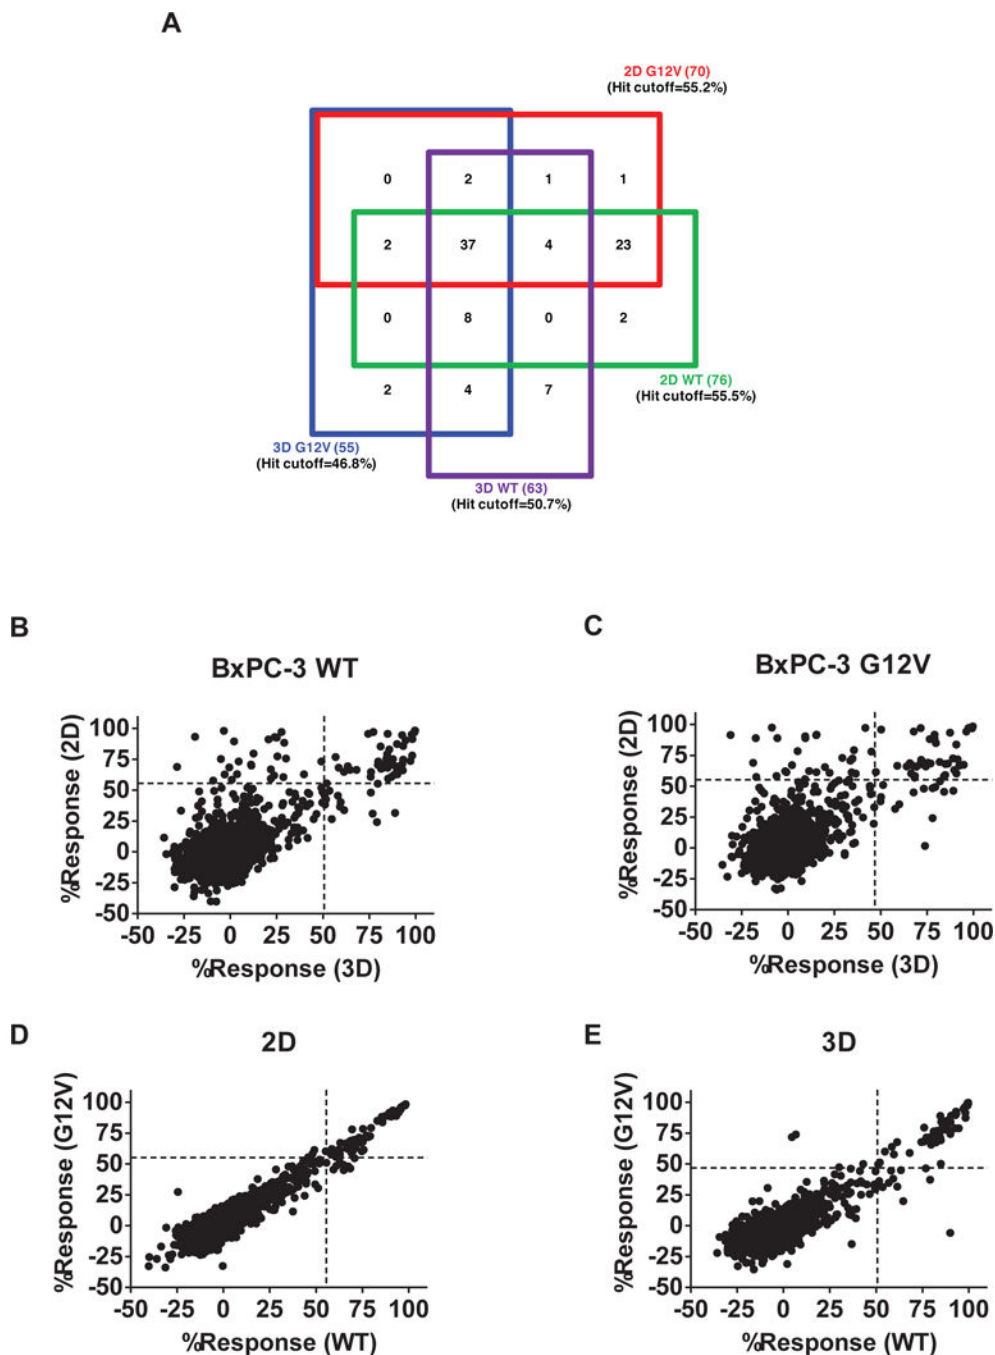 A
2D G12V (70)
(Hit cutoff=55.2%)
0 2 1 1
2 37 4 23
0 8 0 2
2 4 7
2D WT (76)
(Hit cutoff=55.5%)
3D G12V (55)
(Hit cutoff=46.8%)
3D WT (63)
(Hit cutoff=50.7%)
B
BxPC-3 WT
%Response (2D)
100
75
50
25
0
-25
-50
-25 0 25 50 75 100
%Response (3D)
C
BxPC-3 G12V
%Response (2D)
100
75
50
25
0
-25
-50
-50 -25 0 25 50 75 100
%Response (3D)
D
2D
%Response (G12V)
100
75
50
25
0
-25
-50
-50 -25 0 25 50 75 100
%Response (WT)
E
3D
%Response (G12V)
100
75
50
25
0
-25
-50
-50 -25 0 25 50 75 100
%Response (WT)